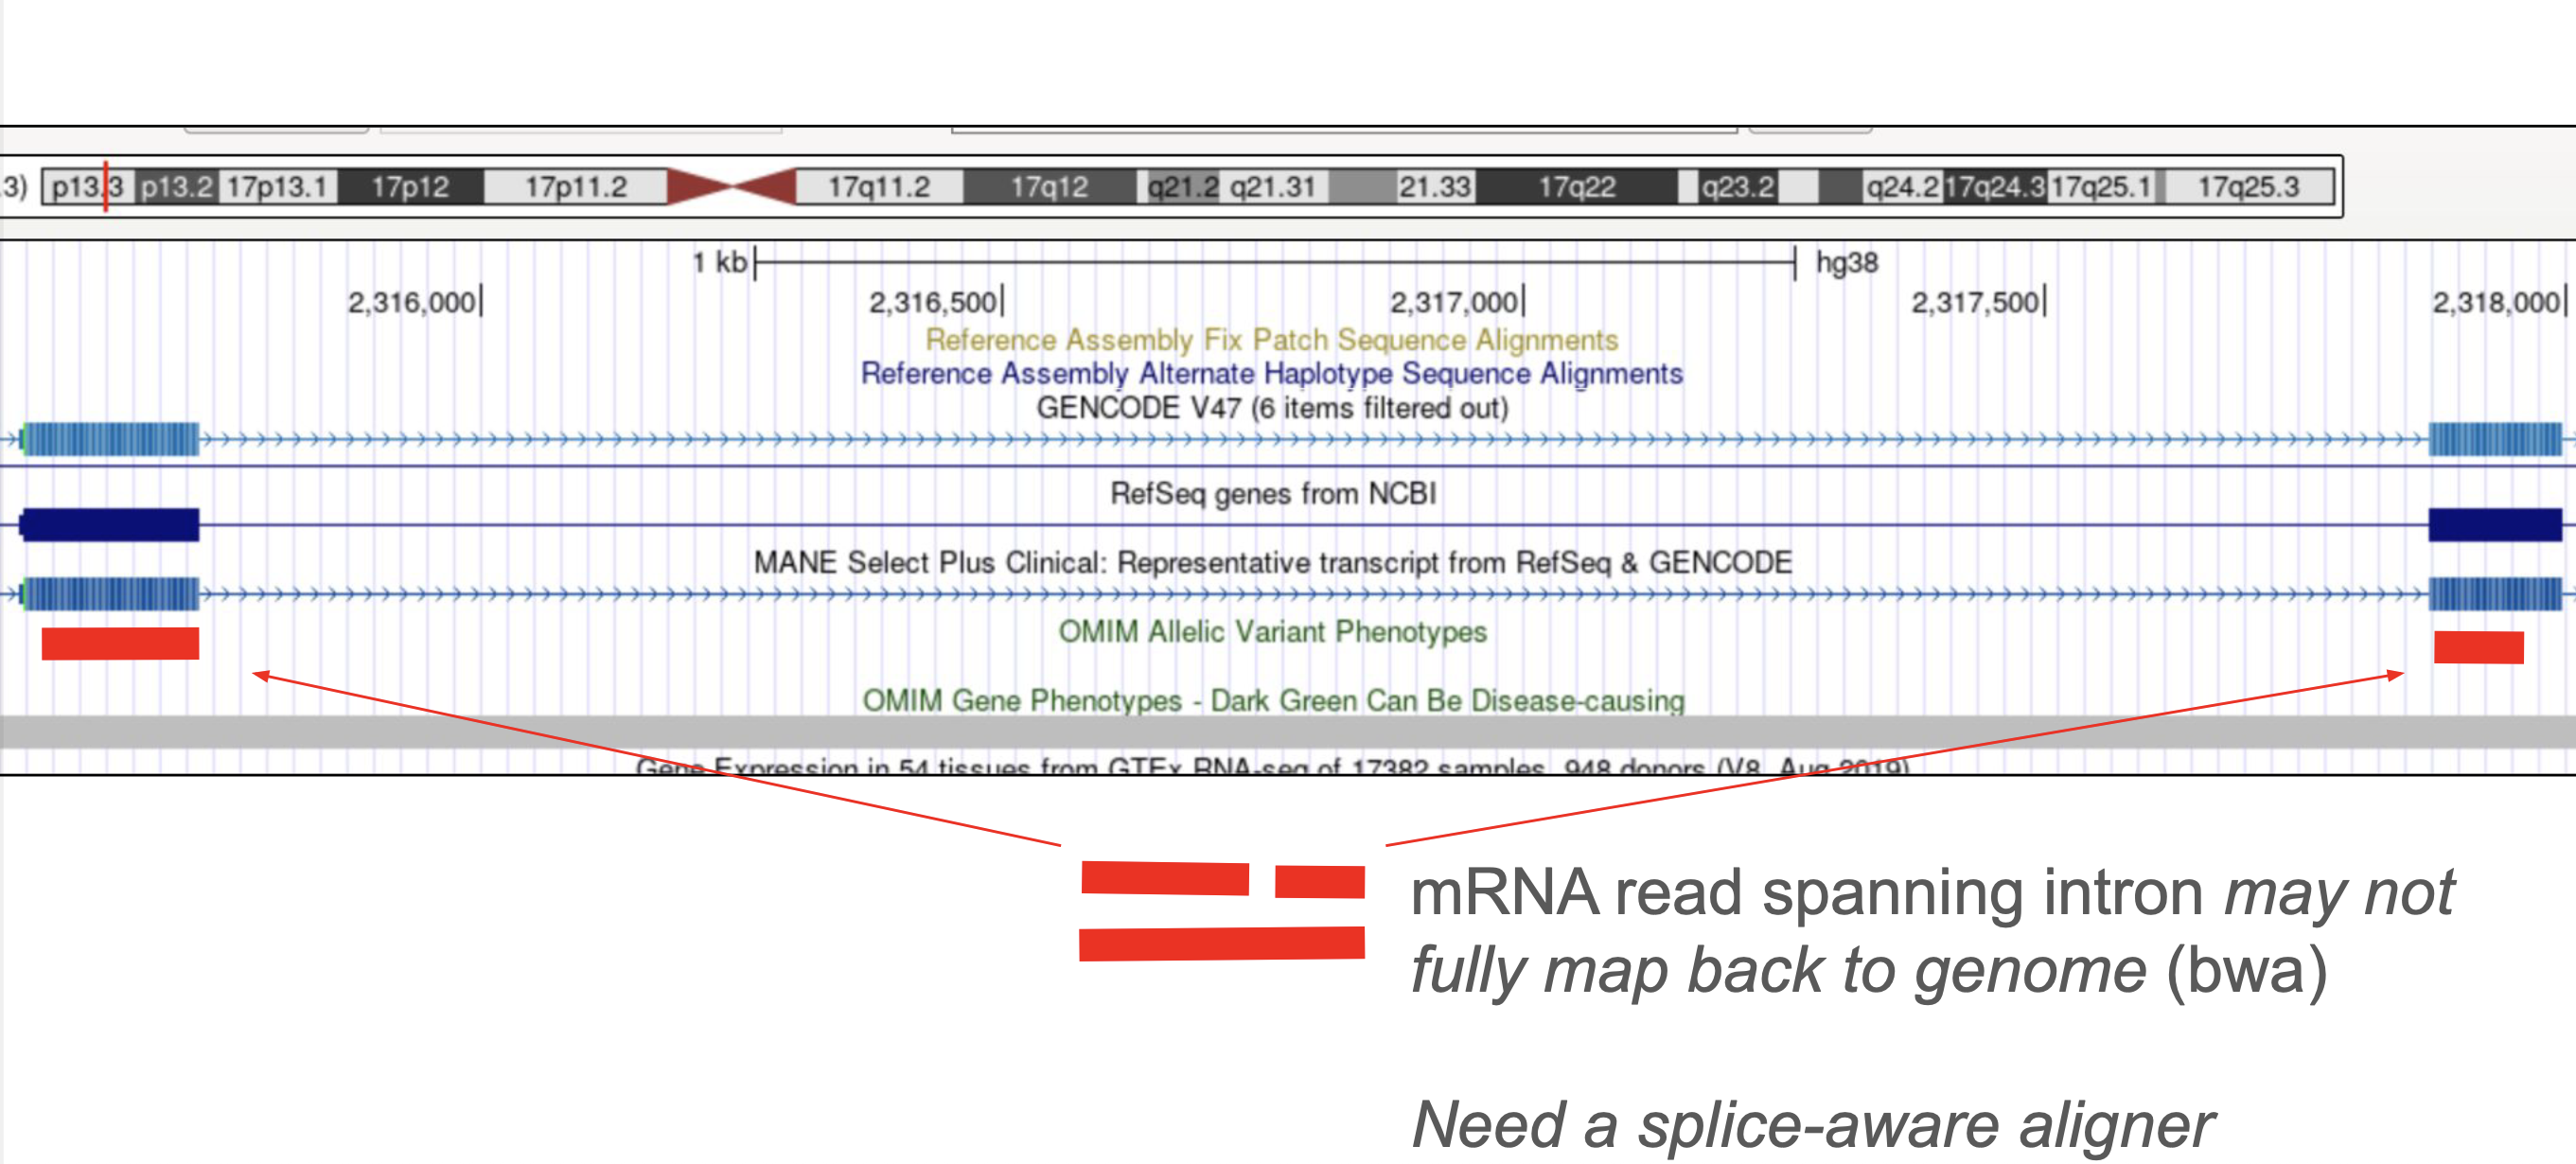 3) p13.3 p13.2 17p13.1 17p12 17p11.2 17q11.2 17q12 q21.2 q21.31 21.33 17q22 q23.2 q24.2 17q24.3 17q25.1 17q25.3
1 kb hg38
2,316,000 2,316,500 2,317,000 2,317,500 2,318,000
Reference Assembly Fix Patch Sequence Alignments
Reference Assembly Alternate Haplotype Sequence Alignments
GENCODE V47 (6 items filtered out)
RefSeq genes from NCBI
MANE Select Plus Clinical: Representative transcript from RefSeq & GENCODE
OMIM Allelic Variant Phenotypes
OMIM Gene Phenotypes - Dark Green Can Be Disease-causing
Gene Expression in 54 tissues from GTEx RNA-seq of 17382 samples, 948 donors (V8, Aug 2019)
mRNA read spanning intron may not
fully map back to genome (bwa)
Need a splice-aware aligner